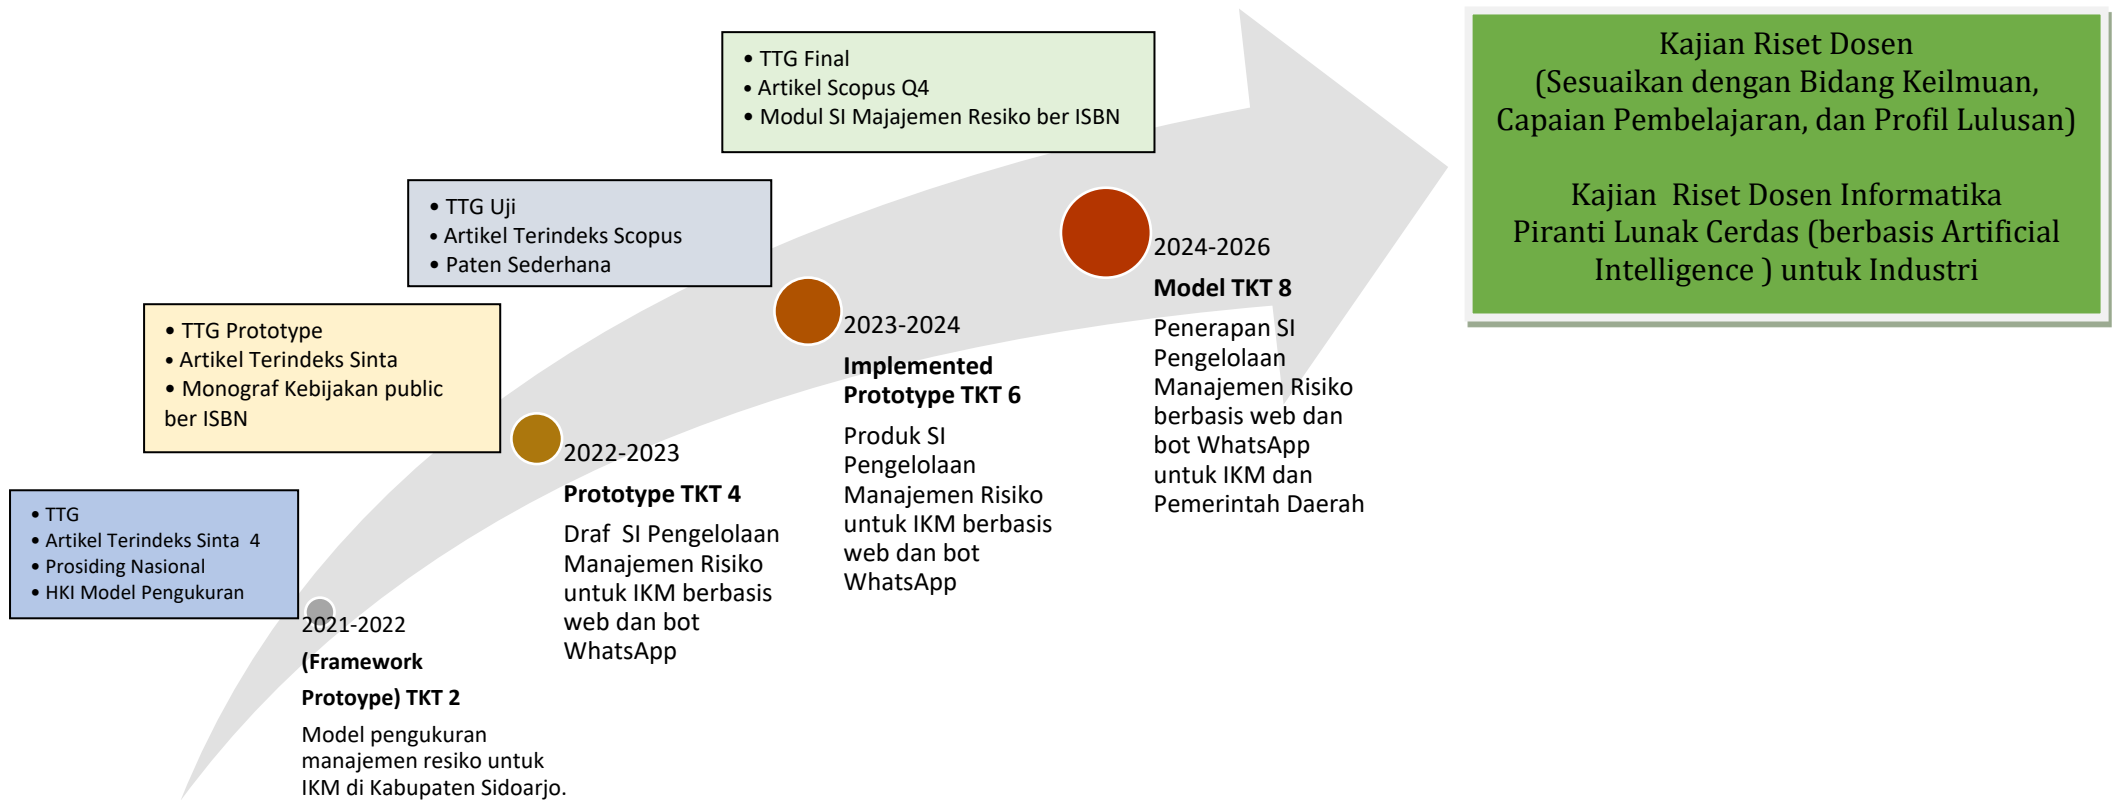 • TTG
• Artikel Terindeks Sinta 4
• Prosiding Nasional
• HKI Model Pengukuran
2021-2022
(Framework
Protoype) TKT 2
Model pengukuran
manajemen resiko untuk
IKM di Kabupaten Sidoarjo.
• TTG Prototype
• Artikel Terindeks Sinta
• Monograf Kebijakan public
ber ISBN
2022-2023
Prototype TKT 4
Draf SI Pengelolaan
Manajemen Risiko
untuk IKM berbasis
web dan bot
WhatsApp
• TTG Uji
• Artikel Terindeks Scopus
• Paten Sederhana
2023-2024
Implemented
Prototype TKT 6
Produk SI
Pengelolaan
Manajemen Risiko
untuk IKM berbasis
web dan bot
WhatsApp
• TTG Final
• Artikel Scopus Q4
• Modul SI Majajemen Resiko ber ISBN
2024-2026
Model TKT 8
Penerapan SI
Pengelolaan
Manajemen Risiko
berbasis web dan
bot WhatsApp
untuk IKM dan
Pemerintah Daerah
Kajian Riset Dosen
(Sesuaikan dengan Bidang Keilmuan,
Capaian Pembelajaran, dan Profil Lulusan)
Kajian Riset Dosen Informatika
Piranti Lunak Cerdas (berbasis Artificial
Intelligence ) untuk Industri